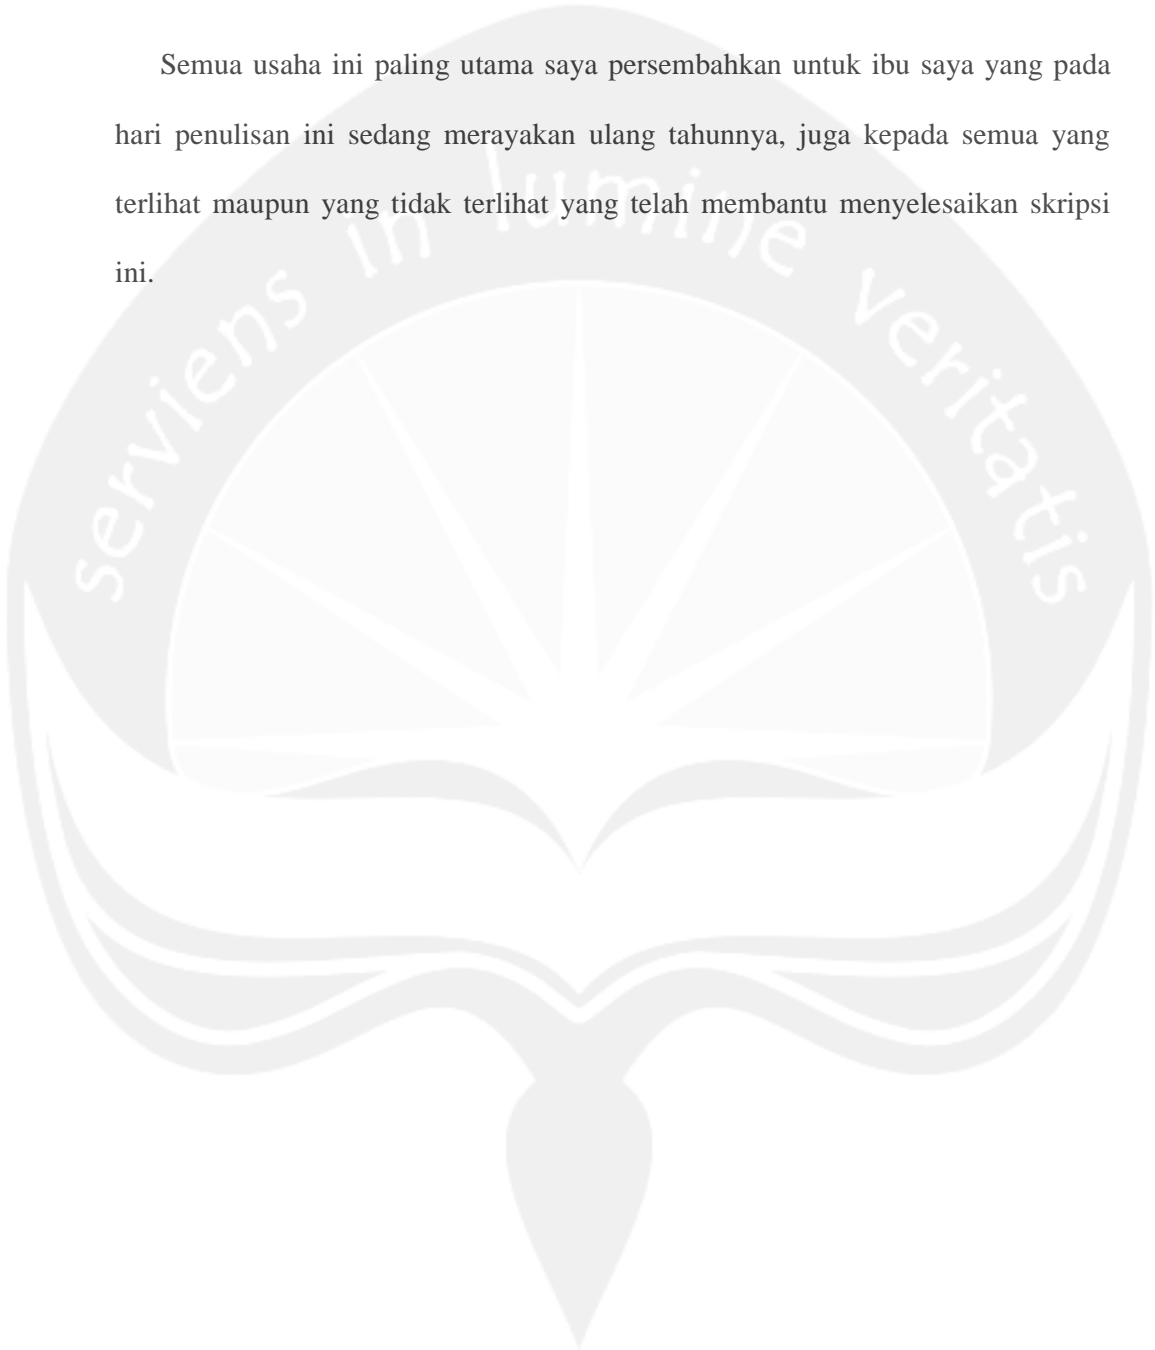 Semua usaha ini paling utama saya persembahkan untuk ibu saya yang pada
hari penulisan ini sedang merayakan ulang tahunnya, juga kepada semua yang
terlihat maupun yang tidak terlihat yang telah membantu menyelesaikan skripsi
ini.
serviens in lumine veritatis